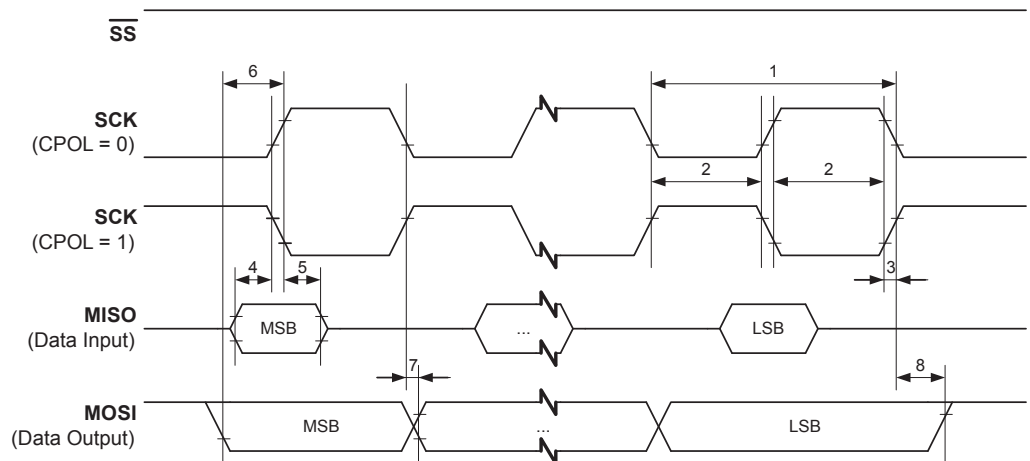 SS
6
1
SCK
(CPOL = 0)
2
2
SCK
(CPOL = 1)
4
5
3
MISO
(Data Input)
MSB
...
LSB
7
8
MOSI
(Data Output)
MSB
...
LSB